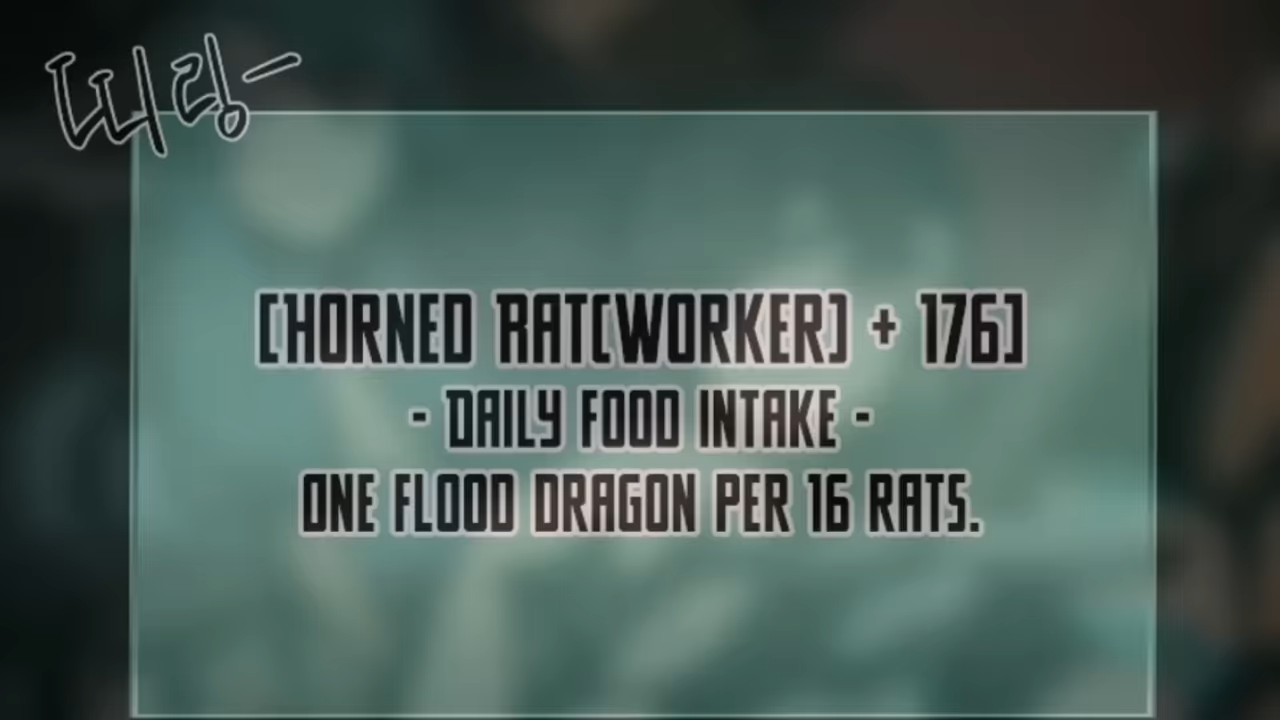 띠링-
[HORNED RAT(WORKER) + 176]
- DAILY FOOD INTAKE -
ONE FLOOD DRAGON PER 16 RATS.